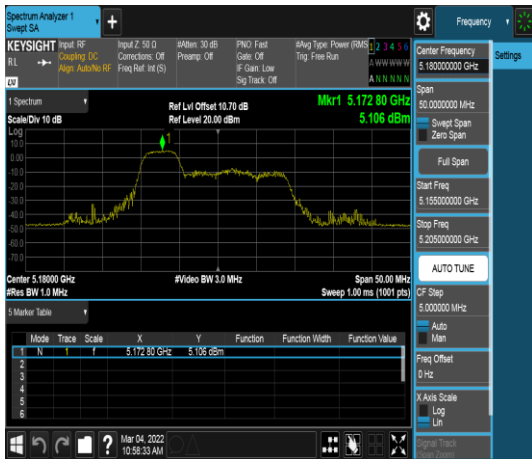 Spectrum Analyzer 1
Swept SA
+
Frequency
Settings
KEYSIGHT
RL
LXI
Input: RF
Coupling: DC
Align: Auto/No RF
Input Z: 50 Ω
Corrections: Off
Freq Ref: Int (S)
#Atten: 30 dB
Preamp: Off
PNO: Fast
Gate: Off
IF Gain: Low
Sig Track: Off
#Avg Type: Power (RMS
Trig: Free Run
1 2 3 4 5 6
A W W W W W
A N N N N N
1 Spectrum
Scale/Div 10 dB
Ref Lvl Offset 10.70 dB
Ref Level 20.00 dBm
Mkr1 5.172 80 GHz
5.106 dBm
Log
10.0
0.00
-10.0
-20.0
-30.0
-40.0
-50.0
-60.0
-70.0
1
Center 5.18000 GHz
#Res BW 1.0 MHz
#Video BW 3.0 MHz
Span 50.00 MHz
Sweep 1.00 ms (1001 pts)
5 Marker Table
Mode Trace Scale X Y Function Function Width Function Value
1 N 1 f 5.172 80 GHz 5.106 dBm
2
3
4
5
6
Mar 04, 2022
10:58:33 AM
?
Center Frequency
5.180000000 GHz
Span
50.0000000 MHz
Swept Span
Zero Span
Full Span
Start Freq
5.155000000 GHz
Stop Freq
5.205000000 GHz
AUTO TUNE
CF Step
5.000000 MHz
Auto
Man
Freq Offset
0 Hz
X Axis Scale
Log
Lin
Signal Track
(Span Zoom)